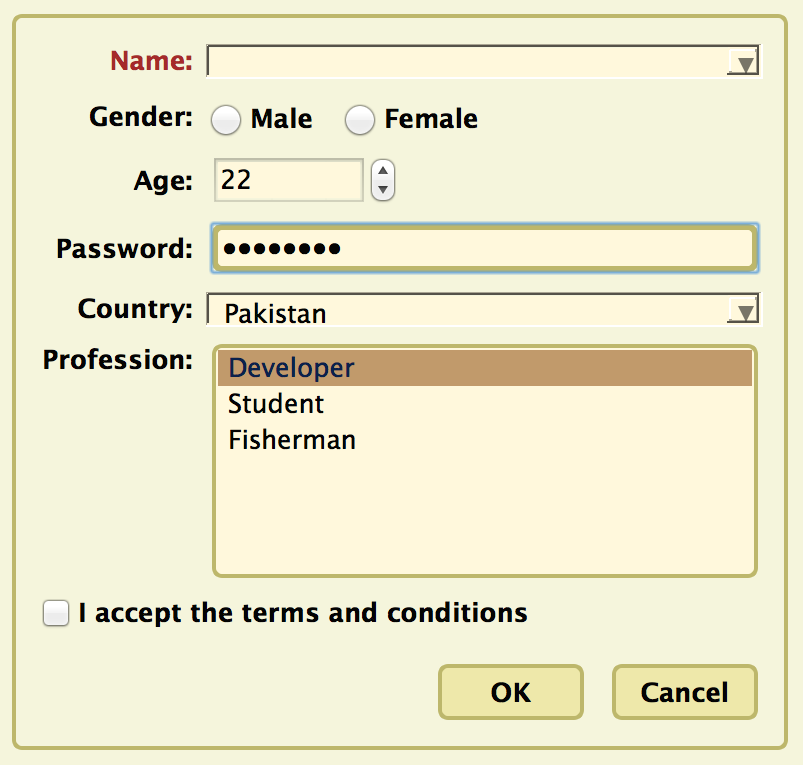 Name:
Gender: Male Female
Age: 22
Password: ●●●●●●●●
Country: Pakistan
Profession: Developer
Student
Fisherman
I accept the terms and conditions
OK Cancel